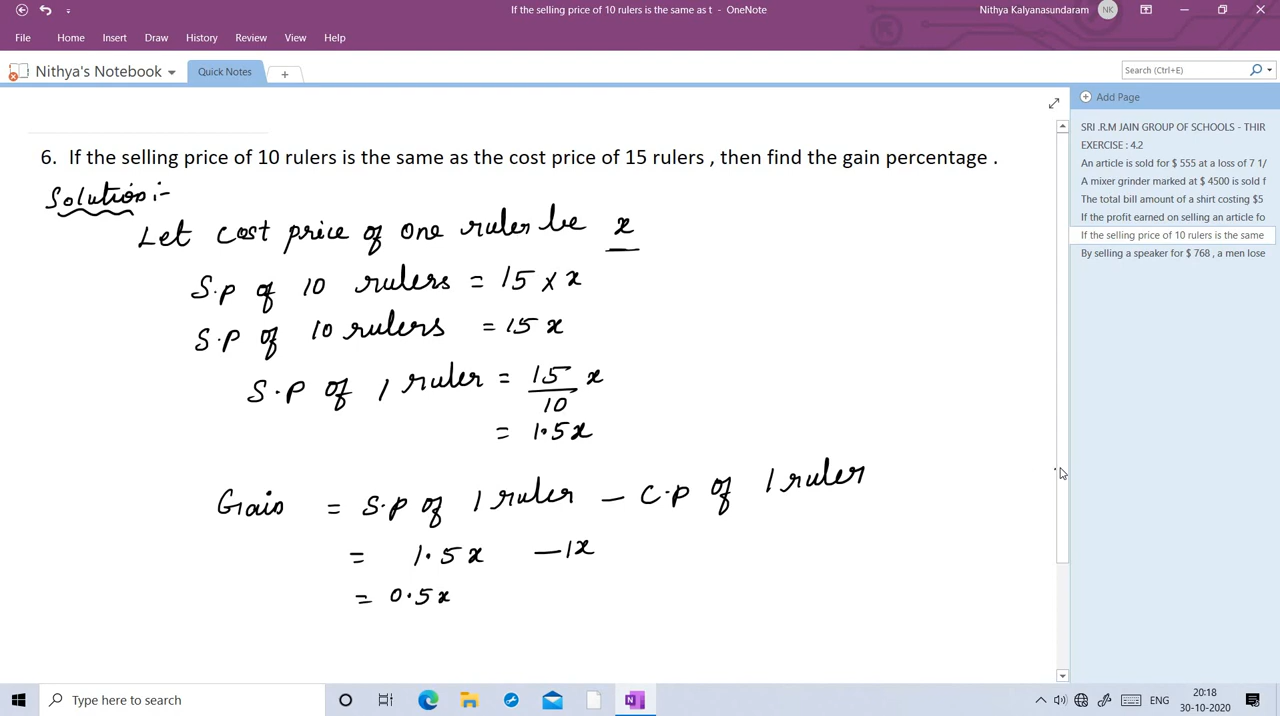 If the selling price of 10 rulers is the same as t - OneNote
Nithya Kalyanasundaram NK
File Home Insert Draw History Review View Help
Nithya's Notebook Quick Notes +
Search (Ctrl+E)
Add Page
SRI .R.M JAIN GROUP OF SCHOOLS - THIR
EXERCISE : 4.2
An article is sold for $ 555 at a loss of 7 1/
A mixer grinder marked at $ 4500 is sold f
The total bill amount of a shirt costing $5
If the profit earned on selling an article fo
If the selling price of 10 rulers is the same
By selling a speaker for $ 768 , a men lose
6. If the selling price of 10 rulers is the same as the cost price of 15 rulers , then find the gain percentage .
Solution:-
Let cost price of one ruler be x
S.P of 10 rulers = 15 × x
S.P of 10 rulers = 15 x
S.P of 1 ruler = 15/10 x
= 1.5x
Gain = S.P of 1 ruler - C.P of 1 ruler
= 1.5x - 1x
= 0.5x
Type here to search
ENG
20:18
30-10-2020